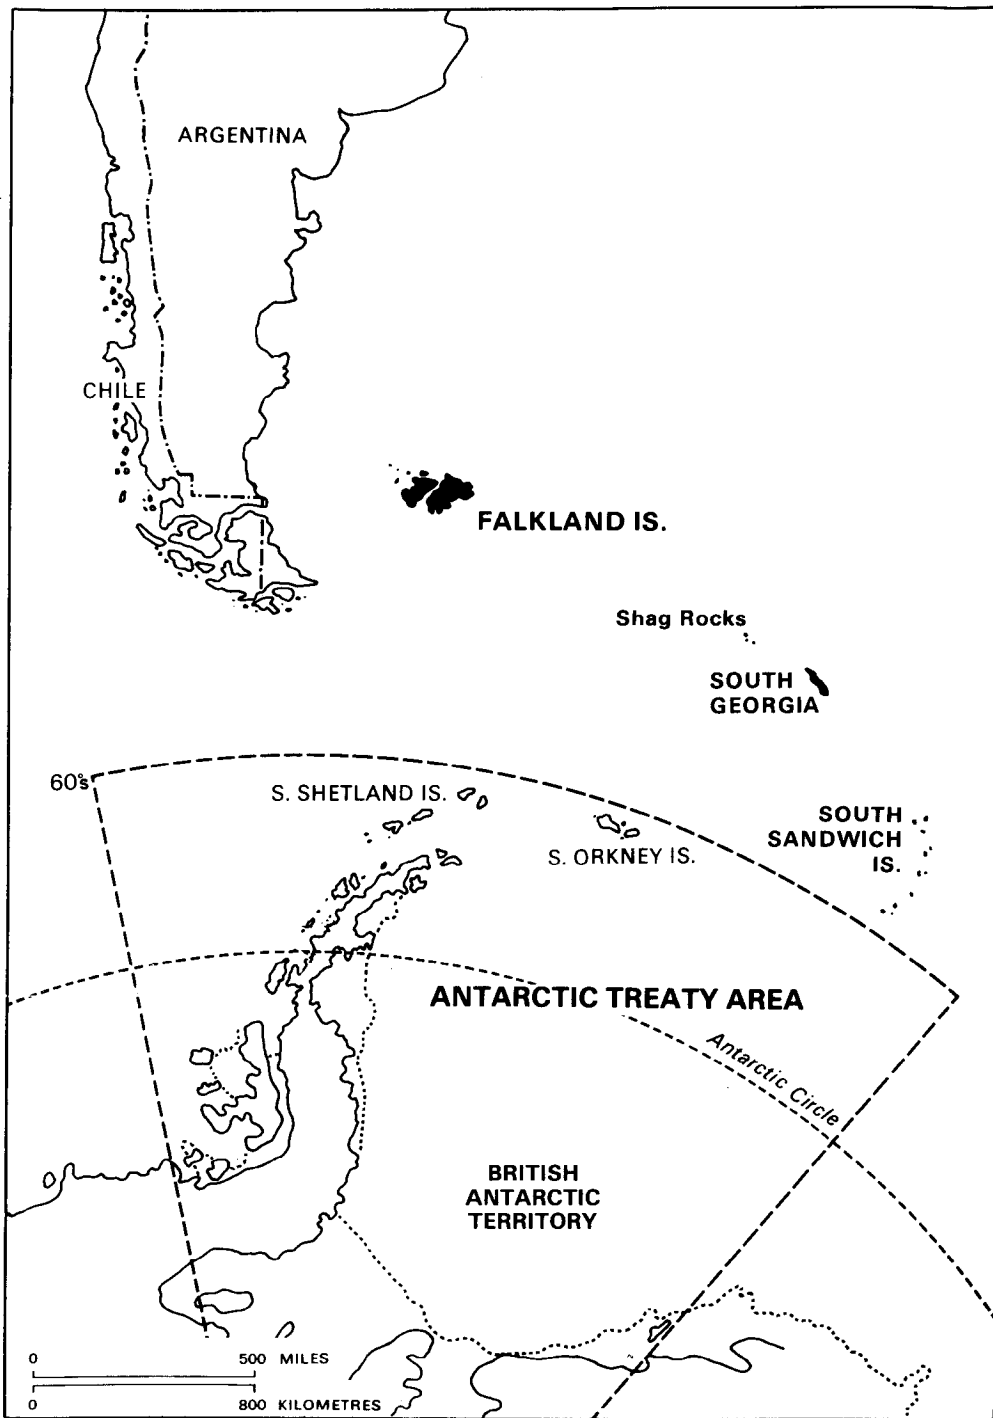 ARGENTINA
CHILE
FALKLAND IS.
Shag Rocks
SOUTH
GEORGIA
60°s
S. SHETLAND IS.
SOUTH
SANDWICH
IS.
S. ORKNEY IS.
ANTARCTIC TREATY AREA
Antarctic Circle
BRITISH
ANTARCTIC
TERRITORY
0 500 MILES
0 800 KILOMETRES